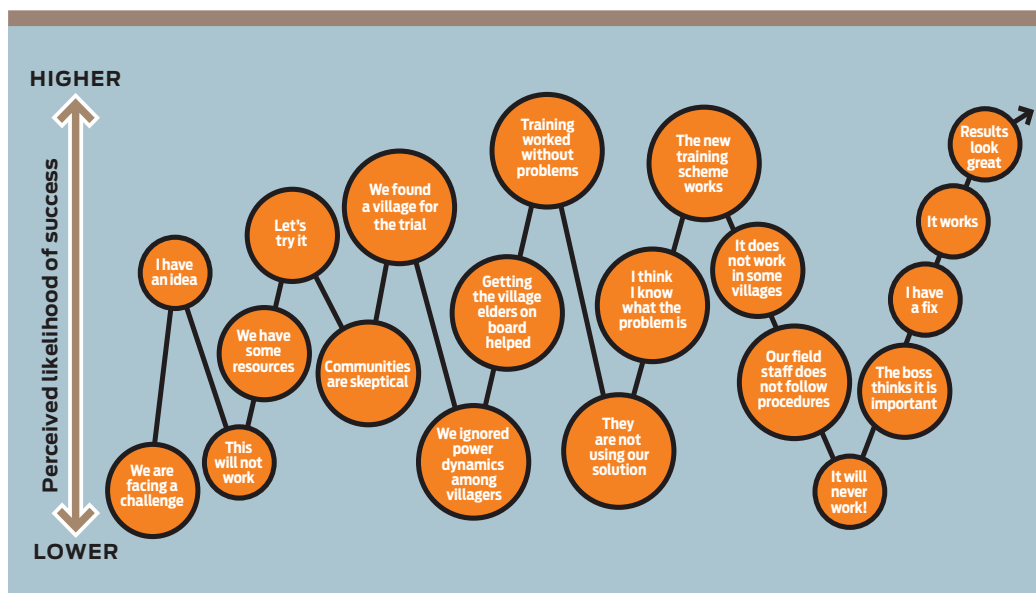 HIGHER
Perceived likelihood of success
LOWER
We are
facing a
challenge
I have
an idea
This
will not
work
We have
some
resources
Let's
try it
Communities
are skeptical
We found
a village for
the trial
We ignored
power
dynamics
among
villagers
Getting
the village
elders on
board
helped
Training
worked
without
problems
They
are not
using our
solution
I think
I know
what the
problem is
The new
training
scheme
works
It does
not work
in some
villages
Our field
staff does
not follow
procedures
It will
never
work!
The boss
thinks it is
important
I have
a fix
It works
Results
look
great